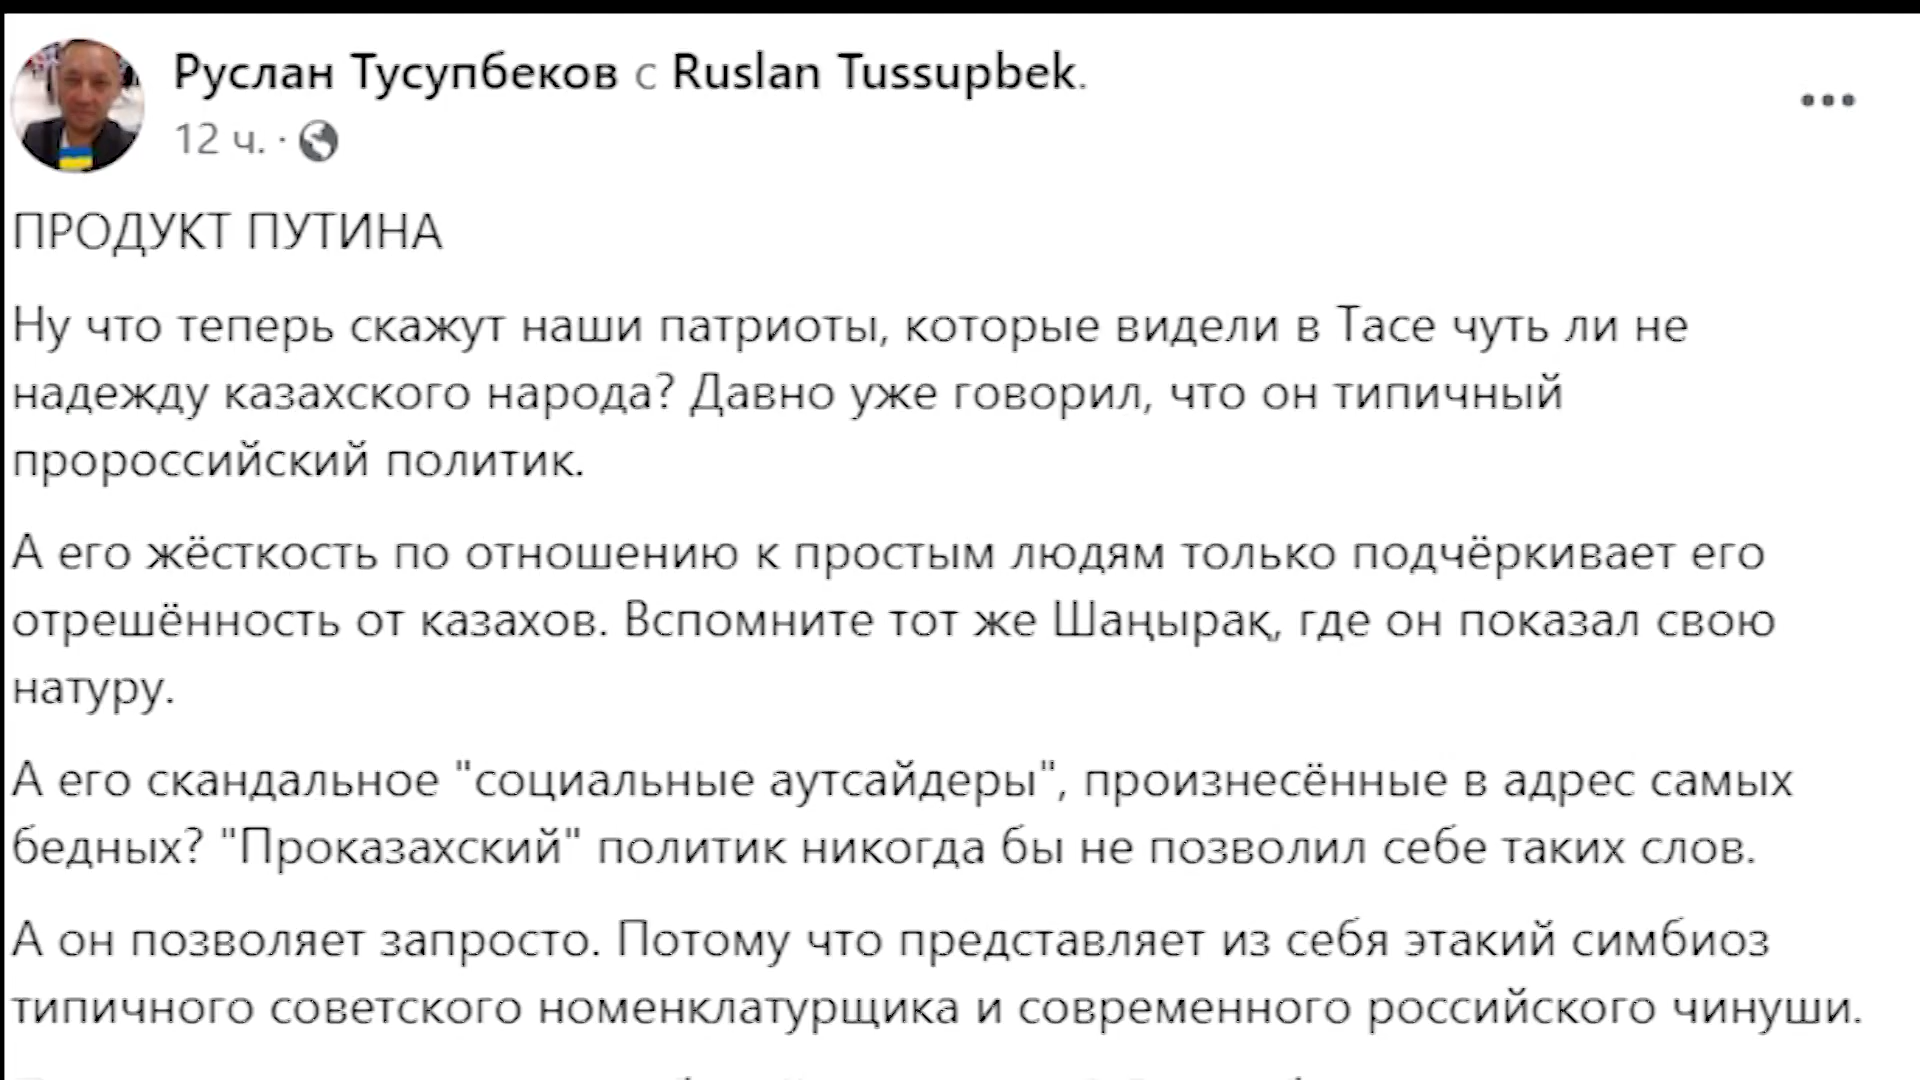 Руслан Тусупбеков с Ruslan Tussupbek.
12 ч. ·
ПРОДУКТ ПУТИНА
Ну что теперь скажут наши патриоты, которые видели в Тасе чуть ли не
надежду казахского народа? Давно уже говорил, что он типичный
пророссийский политик.
А его жёсткость по отношению к простым людям только подчёркивает его
отрешённость от казахов. Вспомните тот же Шаңырақ, где он показал свою
натуру.
А его скандальное "социальные аутсайдеры", произнесённые в адрес самых
бедных? "Проказахский" политик никогда бы не позволил себе таких слов.
А он позволяет запросто. Потому что представляет из себя этакий симбиоз
типичного советского номенклатурщика и современного российского чинуши.